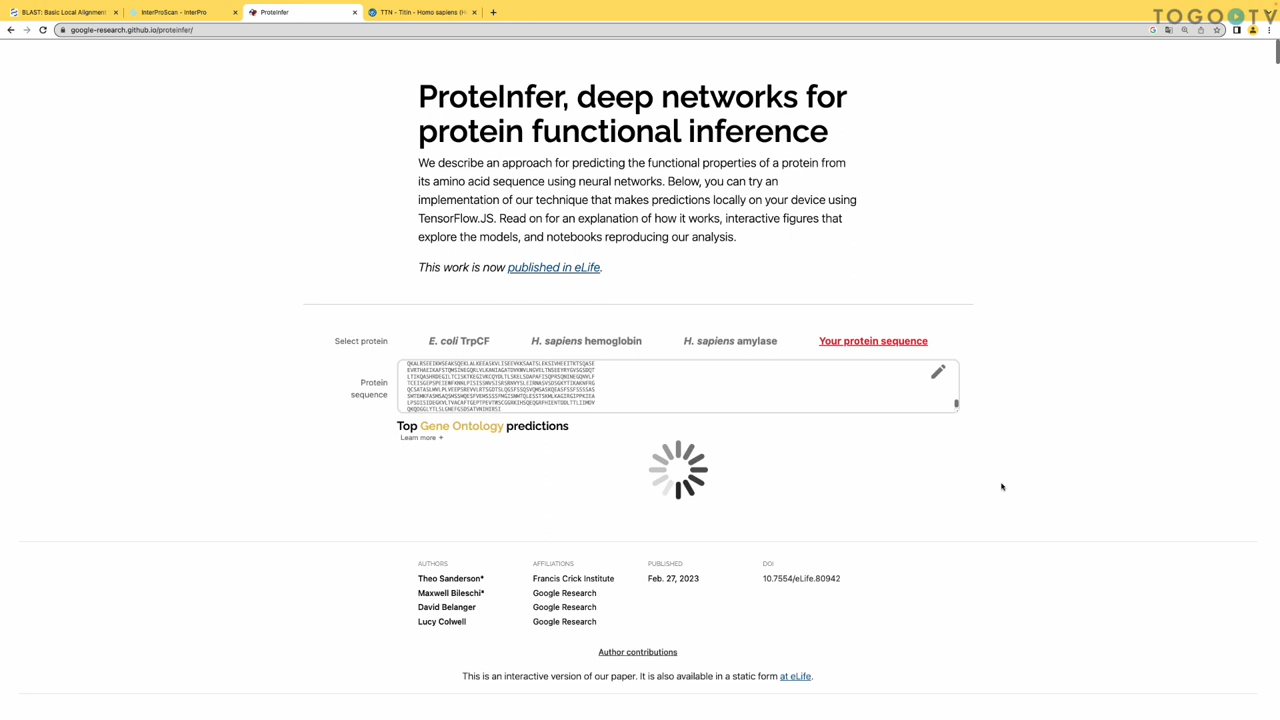 BLAST: Basic Local Alignment
InterProScan - InterPro
ProteInfer
TTN - Titin - Homo sapiens (H
TOGO TV
google-research.github.io/proteinfer/
ProteInfer, deep networks for
protein functional inference
We describe an approach for predicting the functional properties of a protein from
its amino acid sequence using neural networks. Below, you can try an
implementation of our technique that makes predictions locally on your device using
TensorFlow.JS. Read on for an explanation of how it works, interactive figures that
explore the models, and notebooks reproducing our analysis.
This work is now published in eLife.
Select protein
E. coli TrpCF
H. sapiens hemoglobin
H. sapiens amylase
Your protein sequence
Protein
sequence
Top Gene Ontology predictions
Learn more +
AUTHORS
AFFILIATIONS
PUBLISHED
DOI
Theo Sanderson*
Francis Crick Institute
Feb. 27, 2023
10.7554/eLife.80942
Maxwell Bileschi*
Google Research
David Belanger
Google Research
Lucy Colwell
Google Research
Author contributions
This is an interactive version of our paper. It is also available in a static form at eLife.